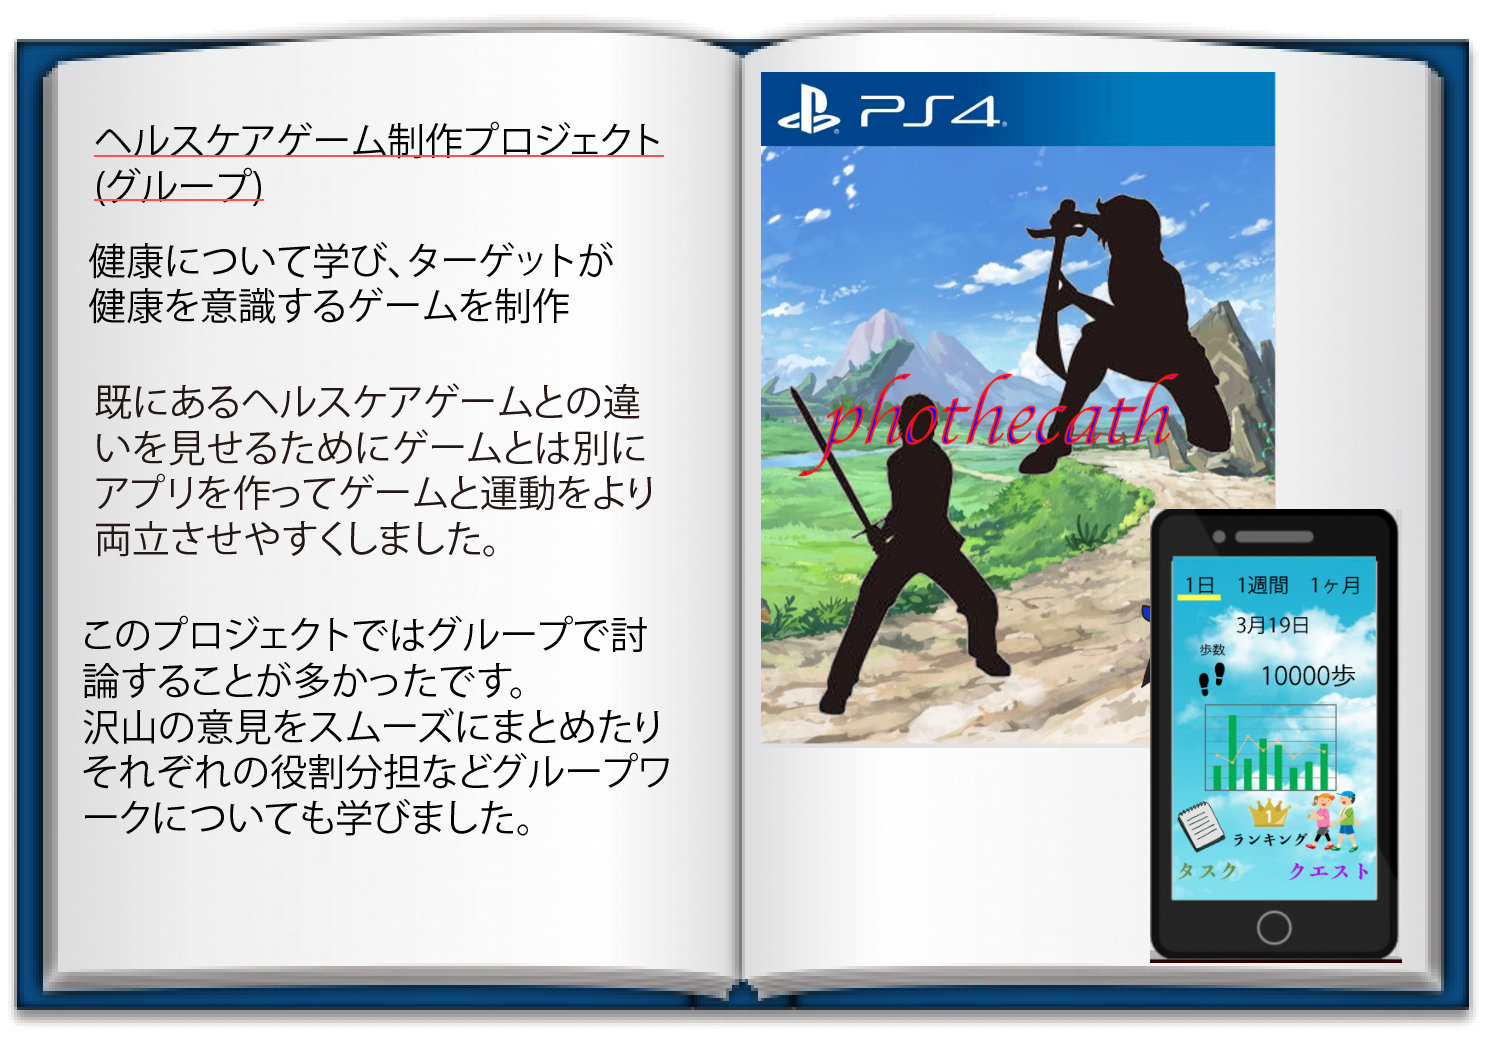 ヘルスケアゲーム制作プロジェクト
(グループ)
健康について学び、ターゲットが
健康を意識するゲームを制作
既にあるヘルスケアゲームとの違
いを見せるためにゲームとは別に
アプリを作ってゲームと運動をより
両立させやすくしました。
このプロジェクトではグループで討
論することが多かったです。
沢山の意見をスムーズにまとめたり
それぞれの役割分担などグループワ
ークについても学びました。
PS4
phothecath
1日 1週間 1ヶ月
3月19日
歩数
10000歩
1
ランキング
タスク クエスト